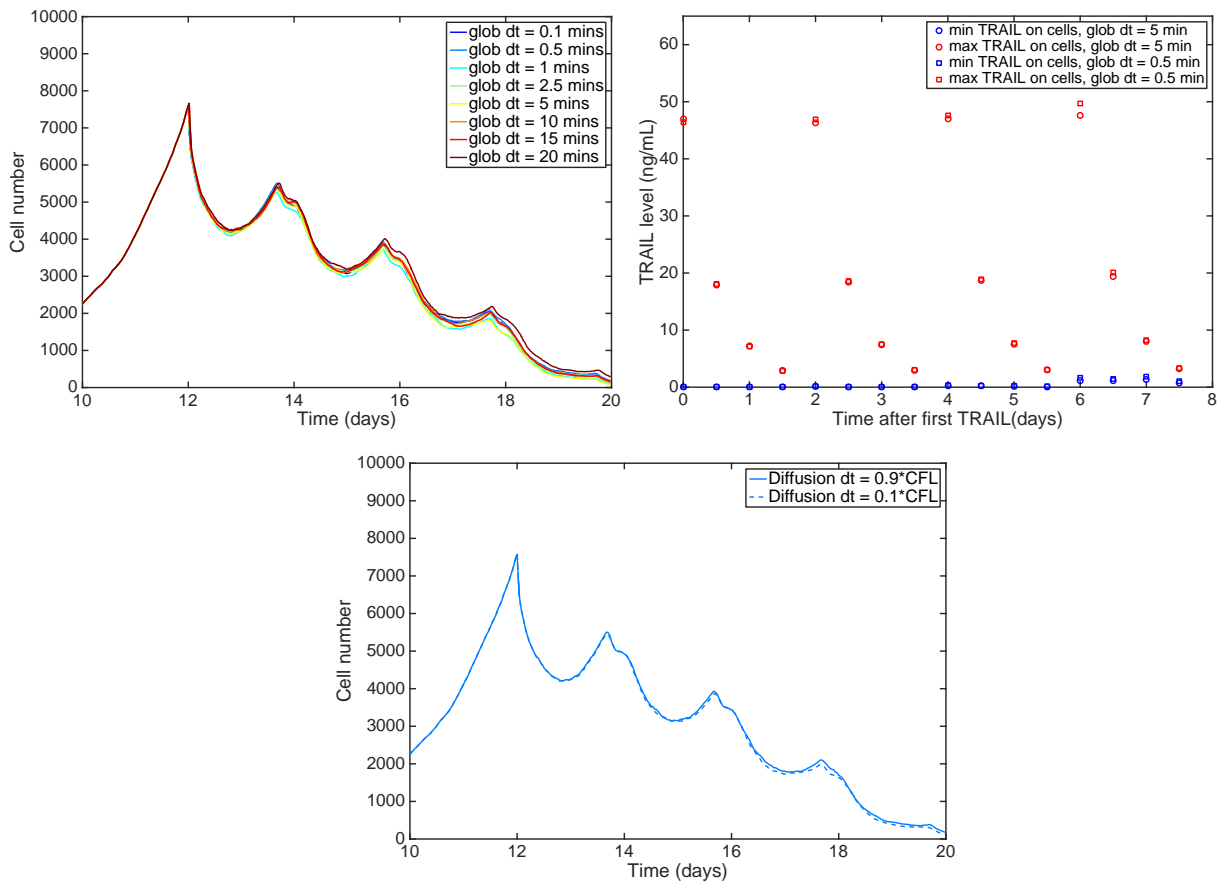 10000
9000
8000
7000
6000
5000
4000
3000
2000
1000
0
Cell number
10 12 14 16 18 20
Time (days)
glob dt = 0.1 mins
glob dt = 0.5 mins
glob dt = 1 mins
glob dt = 2.5 mins
glob dt = 5 mins
glob dt = 10 mins
glob dt = 15 mins
glob dt = 20 mins
60
50
40
30
20
10
0
TRAIL level (ng/mL)
0 1 2 3 4 5 6 7 8
Time after first TRAIL(days)
min TRAIL on cells, glob dt = 5 min
max TRAIL on cells, glob dt = 5 min
min TRAIL on cells, glob dt = 0.5 min
max TRAIL on cells, glob dt = 0.5 min
10000
9000
8000
7000
6000
5000
4000
3000
2000
1000
0
Cell number
10 12 14 16 18 20
Time (days)
Diffusion dt = 0.9*CFL
Diffusion dt = 0.1*CFL